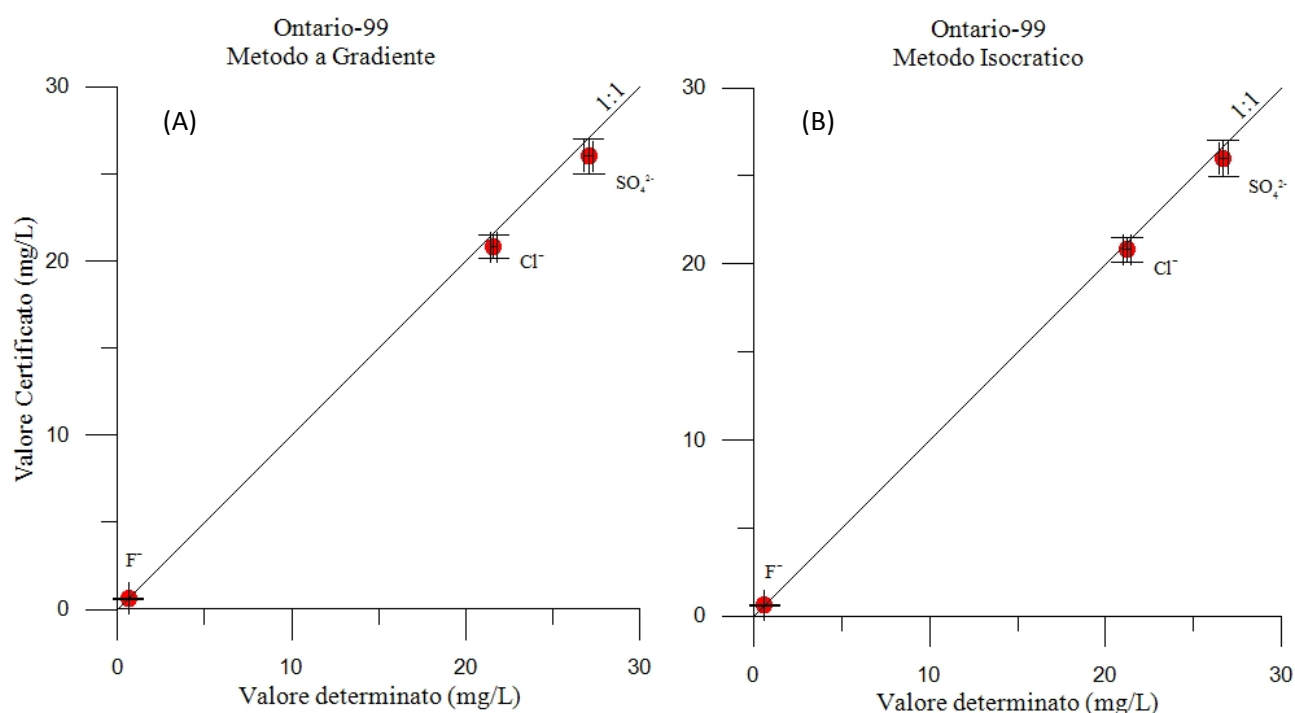 Ontario-99
Metodo a Gradiente
(A)
1:1
30
20
10
0
Valore Certificato (mg/L)
SO₄²⁻
Cl⁻
F⁻
0 10 20 30
Valore determinato (mg/L)
Ontario-99
Metodo Isocratico
(B)
1:1
30
20
10
0
SO₄²⁻
Cl⁻
F⁻
0 10 20 30
Valore determinato (mg/L)